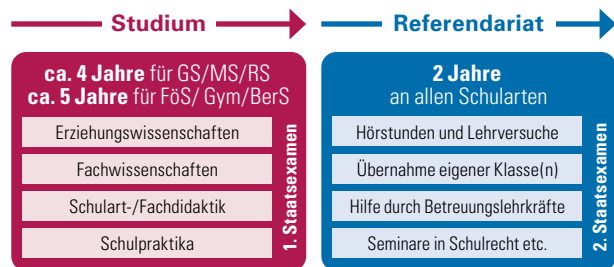 Studium
ca. 4 Jahre für GS/MS/RS
ca. 5 Jahre für FöS/ Gym/BerS
Erziehungswissenschaften
Fachwissenschaften
Schulart-/Fachdidaktik
Schulpraktika
1. Staatsexamen
Referendariat
2 Jahre
an allen Schularten
Hörstunden und Lehrversuche
Übernahme eigener Klasse(n)
Hilfe durch Betreuungslehrkräfte
Seminare in Schulrecht etc.
2. Staatsexamen